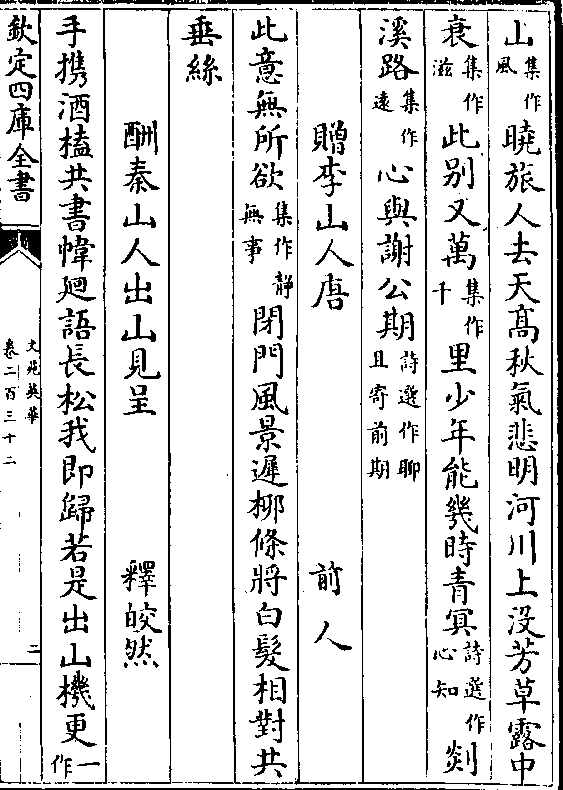 山集作風曉旅人去天髙秋氣悲明河川上没芳草露中
衰集作滋此别又萬集作千里少年能幾時青冥詩選作心知剡
溪路集作逺心與謝公期詩選作聊且寄前期
贈李山人唐 前人
此意無所欲集作静無事閉門風景遲栁條將白髮相對共
垂絲
酬秦山人出山見呈 釋皎然
手攜酒榼共書幃廻語長松我即歸若是出山機更一作
欽定四庫全書
文苑英華
卷二百三十二
二